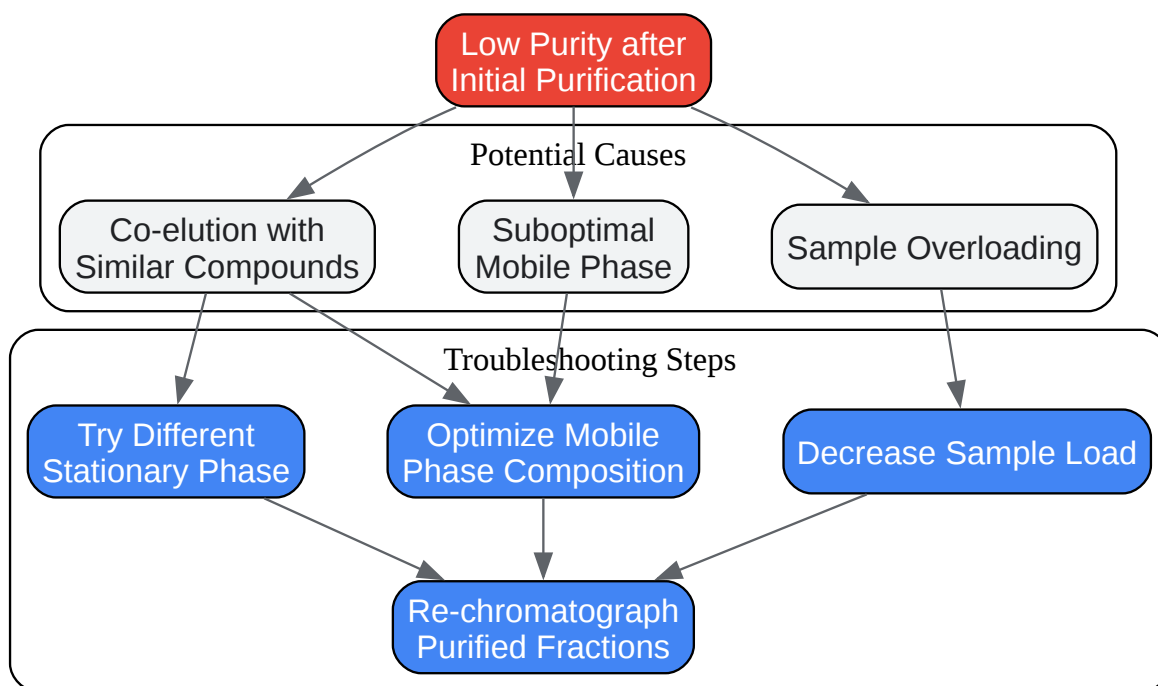 Low Purity after
Initial Purification
Potential Causes
Co-elution with
Similar Compounds
Suboptimal
Mobile Phase
Sample Overloading
Troubleshooting Steps
Try Different
Stationary Phase
Optimize Mobile
Phase Composition
Decrease Sample Load
Re-chromatograph
Purified Fractions